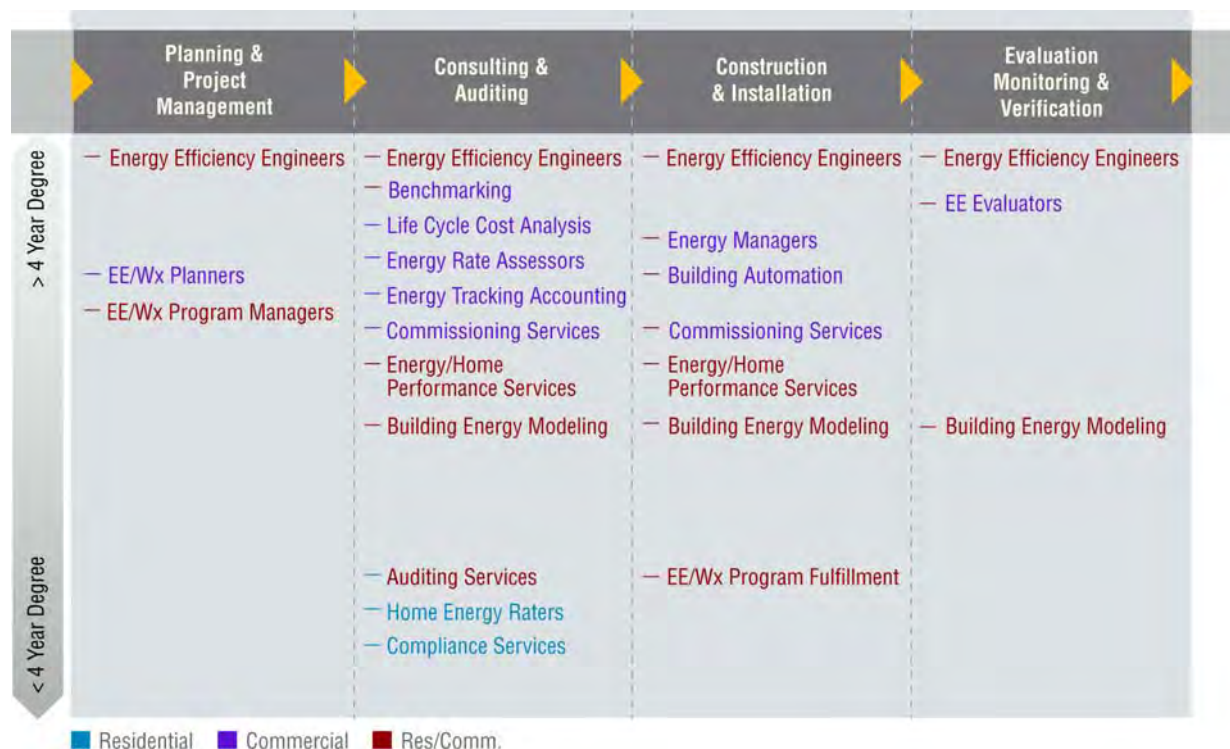 Planning &
Project
Management
Consulting &
Auditing
Construction
& Installation
Evaluation
Monitoring &
Verification
> 4 Year Degree
< 4 Year Degree
— Energy Efficiency Engineers
— EE/Wx Planners
— EE/Wx Program Managers
— Energy Efficiency Engineers
— Benchmarking
— Life Cycle Cost Analysis
— Energy Rate Assessors
— Energy Tracking Accounting
— Commissioning Services
— Energy/Home
Performance Services
— Building Energy Modeling
— Auditing Services
— Home Energy Raters
— Compliance Services
— Energy Efficiency Engineers
— Energy Managers
— Building Automation
— Commissioning Services
— Energy/Home
Performance Services
— Building Energy Modeling
— EE/Wx Program Fulfillment
— Energy Efficiency Engineers
— EE Evaluators
— Building Energy Modeling
Residential Commercial Res/Comm.